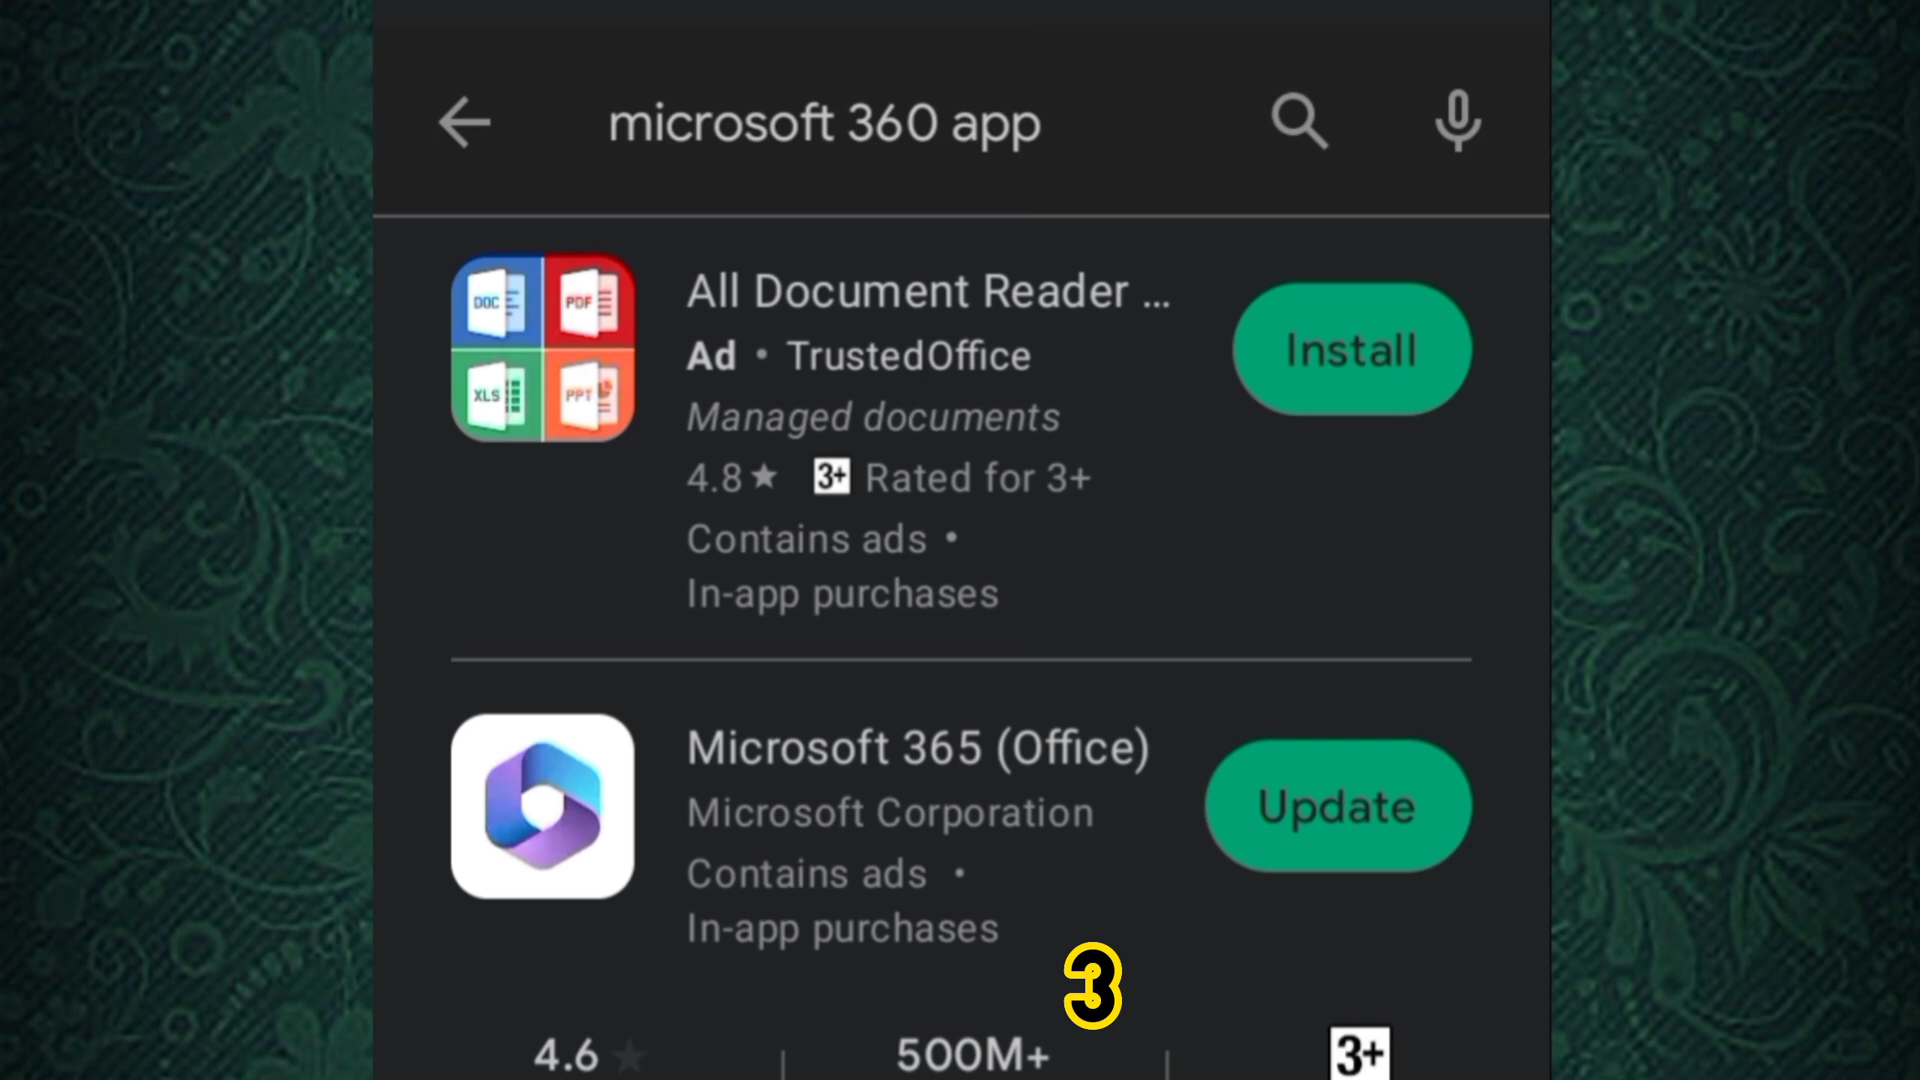 microsoft 360 app
DOC PDF
XLS PPT
All Document Reader ...
Ad • TrustedOffice
Managed documents
4.8★ 3+ Rated for 3+
Contains ads •
In-app purchases
Install
Microsoft 365 (Office)
Microsoft Corporation
Contains ads •
In-app purchases
Update
3
4.6★ 500M+ 3+